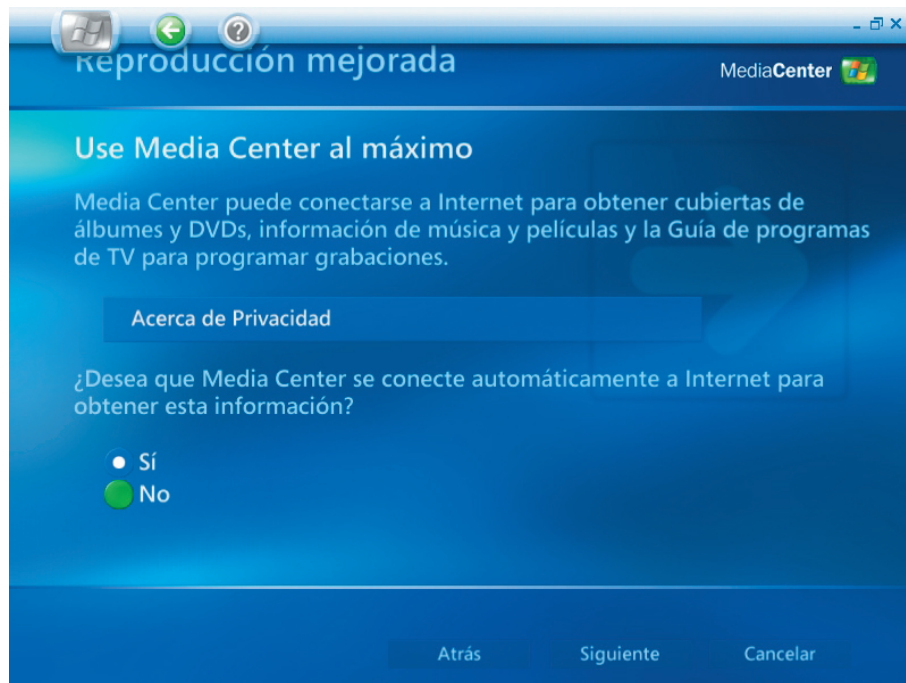 Reproducción mejorada
MediaCenter
Use Media Center al máximo
Media Center puede conectarse a Internet para obtener cubiertas de
álbumes y DVDs, información de música y películas y la Guía de programas
de TV para programar grabaciones.
Acerca de Privacidad
¿Desea que Media Center se conecte automáticamente a Internet para
obtener esta información?
Sí
No
Atrás Siguiente Cancelar